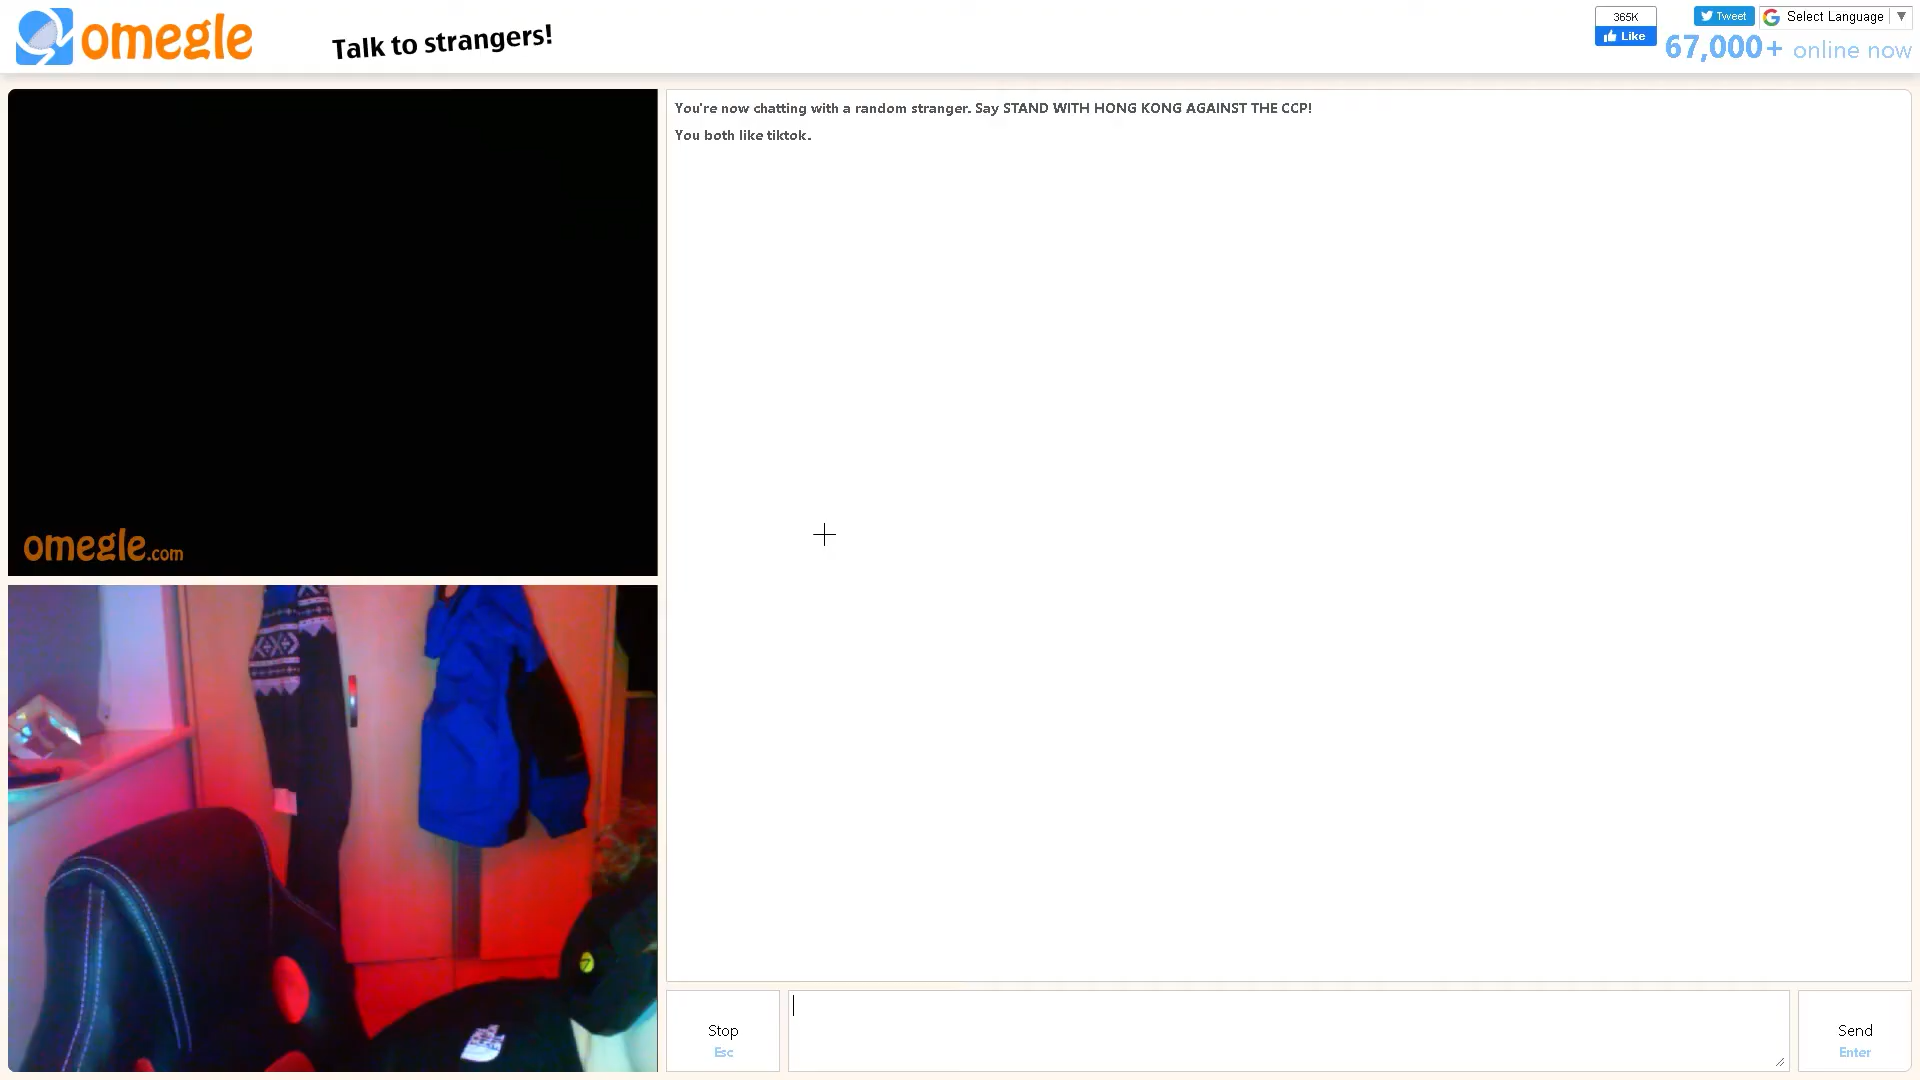 omegle
Talk to strangers!
365K
Like
Tweet
Select Language
67,000+ online now
You're now chatting with a random stranger. Say STAND WITH HONG KONG AGAINST THE CCP!
You both like tiktok.
omegle.com
Stop
Esc
Send
Enter